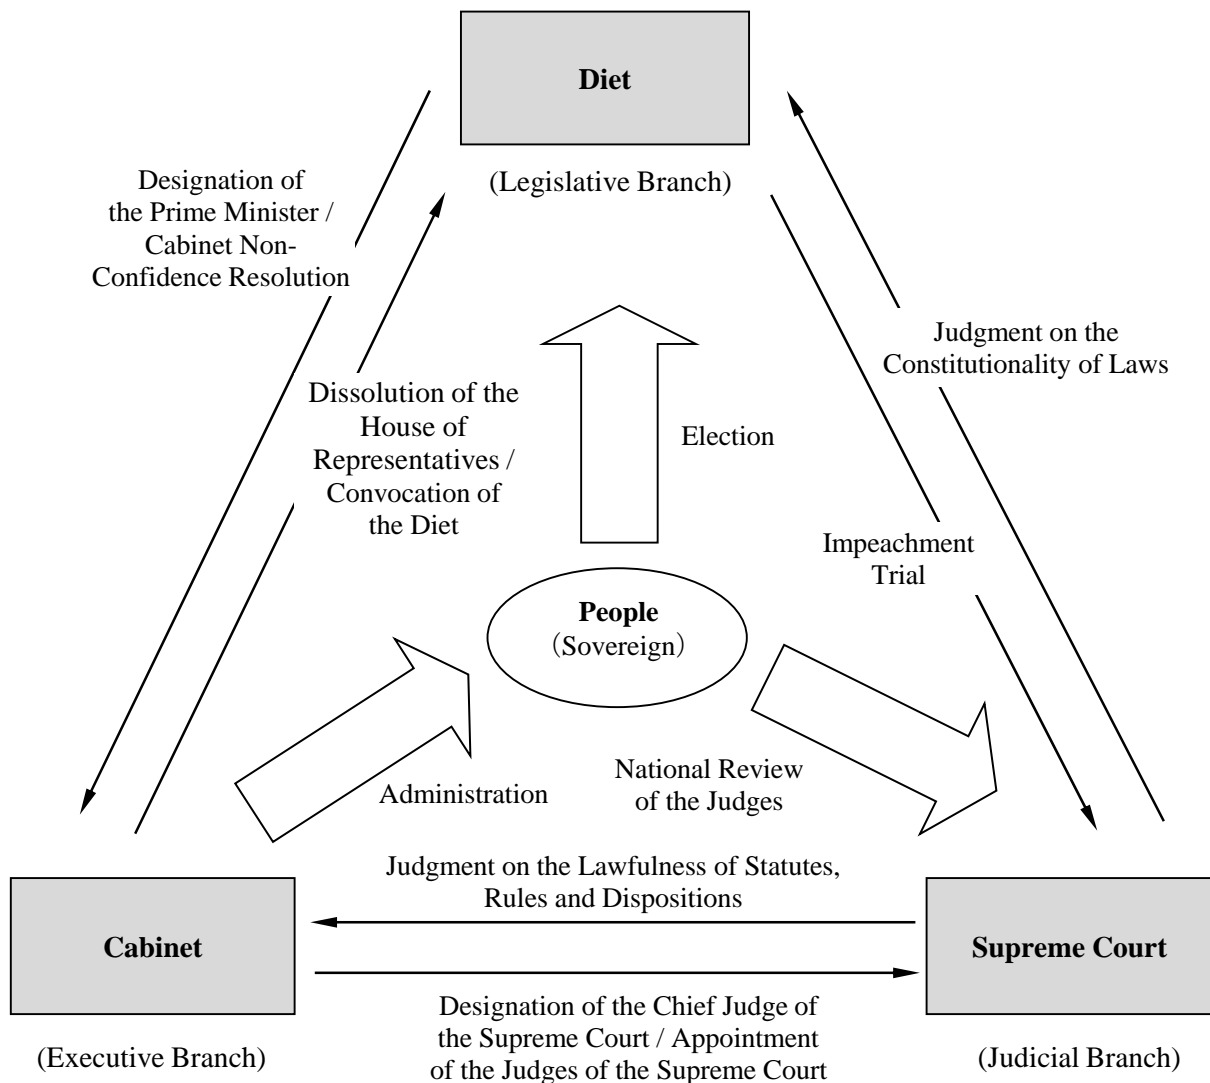 Diet
(Legislative Branch)
Designation of
the Prime Minister /
Cabinet Non-
Confidence Resolution
Judgment on the
Constitutionality of Laws
Dissolution of the
House of
Representatives /
Convocation of
the Diet
Election
Impeachment
Trial
People
（Sovereign）
Administration
National Review
of the Judges
Judgment on the Lawfulness of Statutes,
Rules and Dispositions
Cabinet
Supreme Court
Designation of the Chief Judge of
the Supreme Court / Appointment
of the Judges of the Supreme Court
(Executive Branch)
(Judicial Branch)